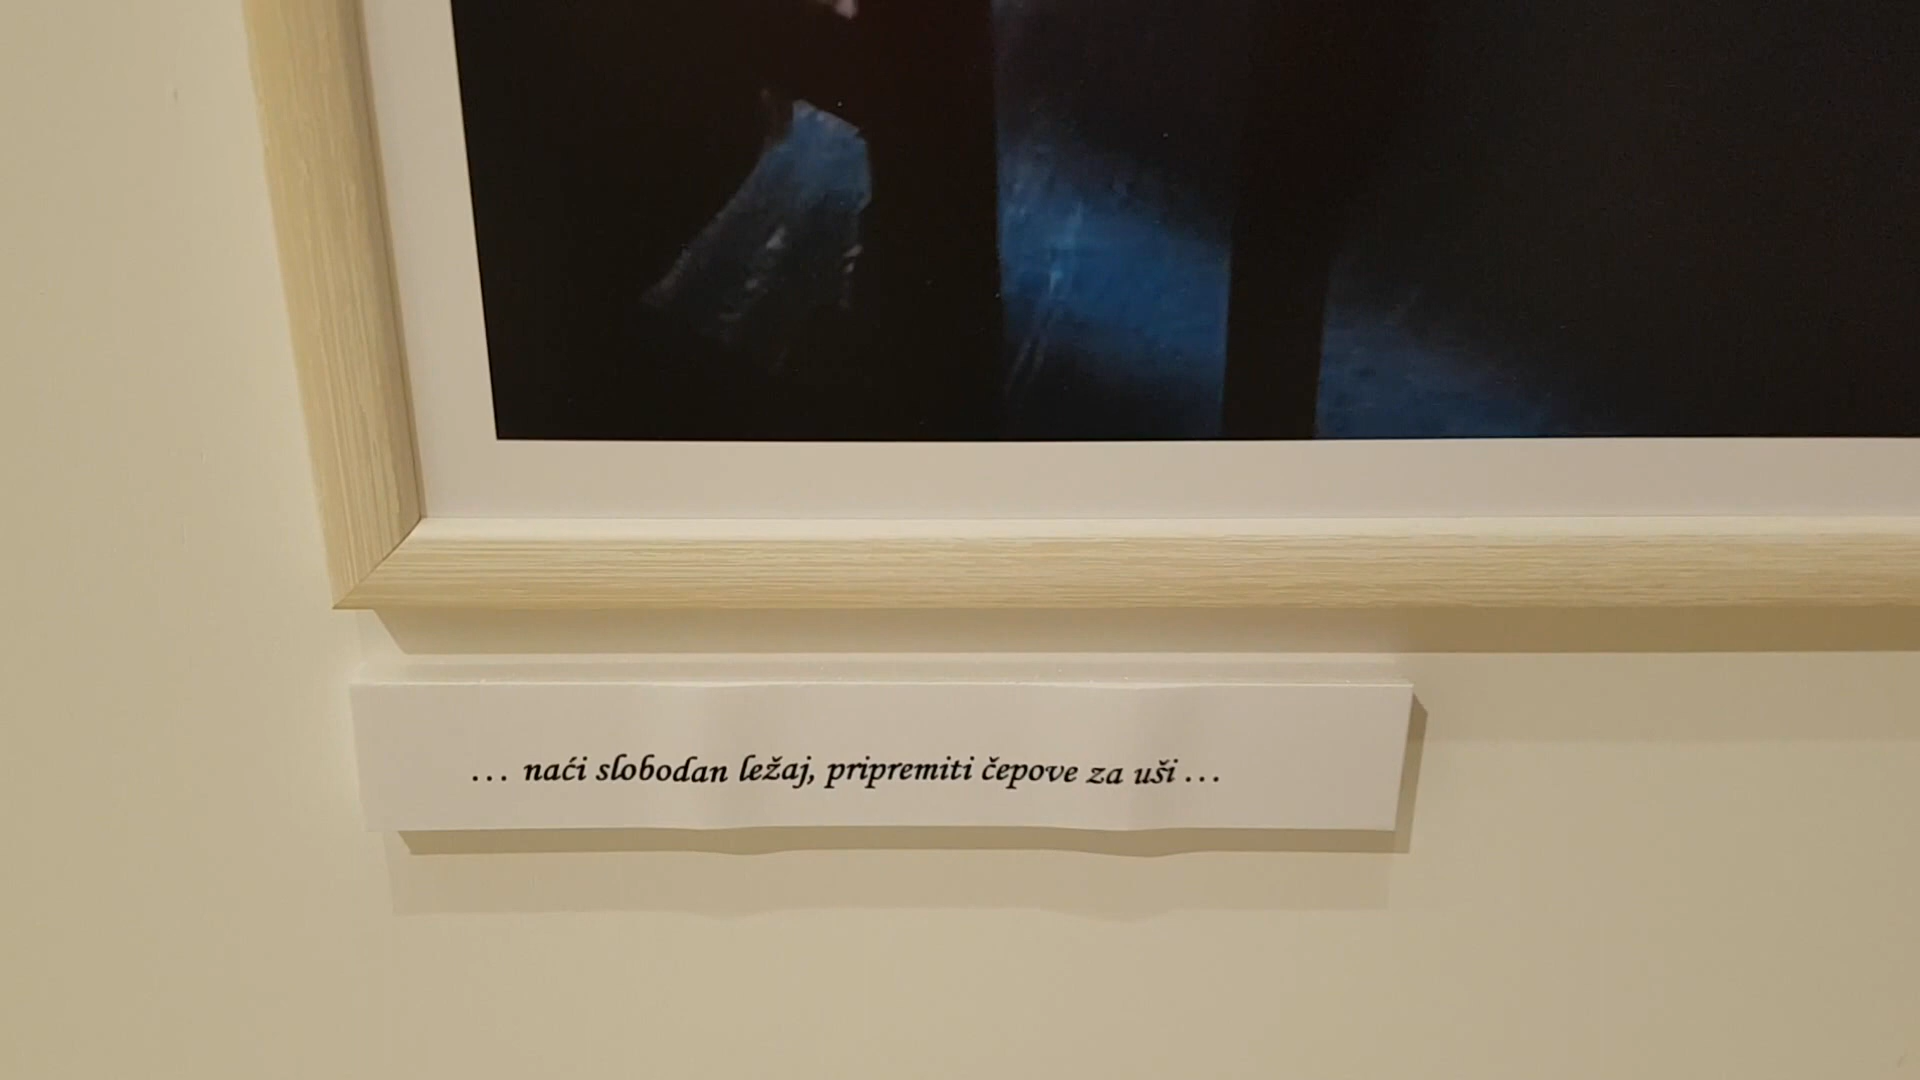 ... naći slobodan ležaj, pripremiti čepove za uši ...